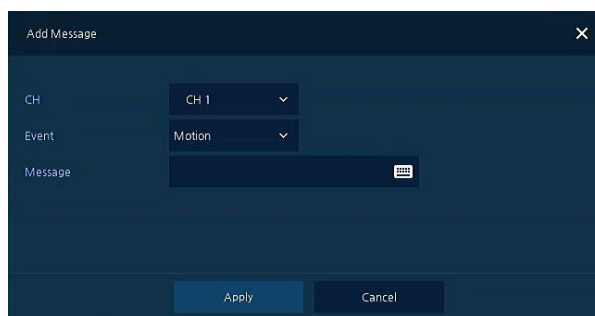 Add Message
CH CH 1
Event Motion
Message
Apply Cancel